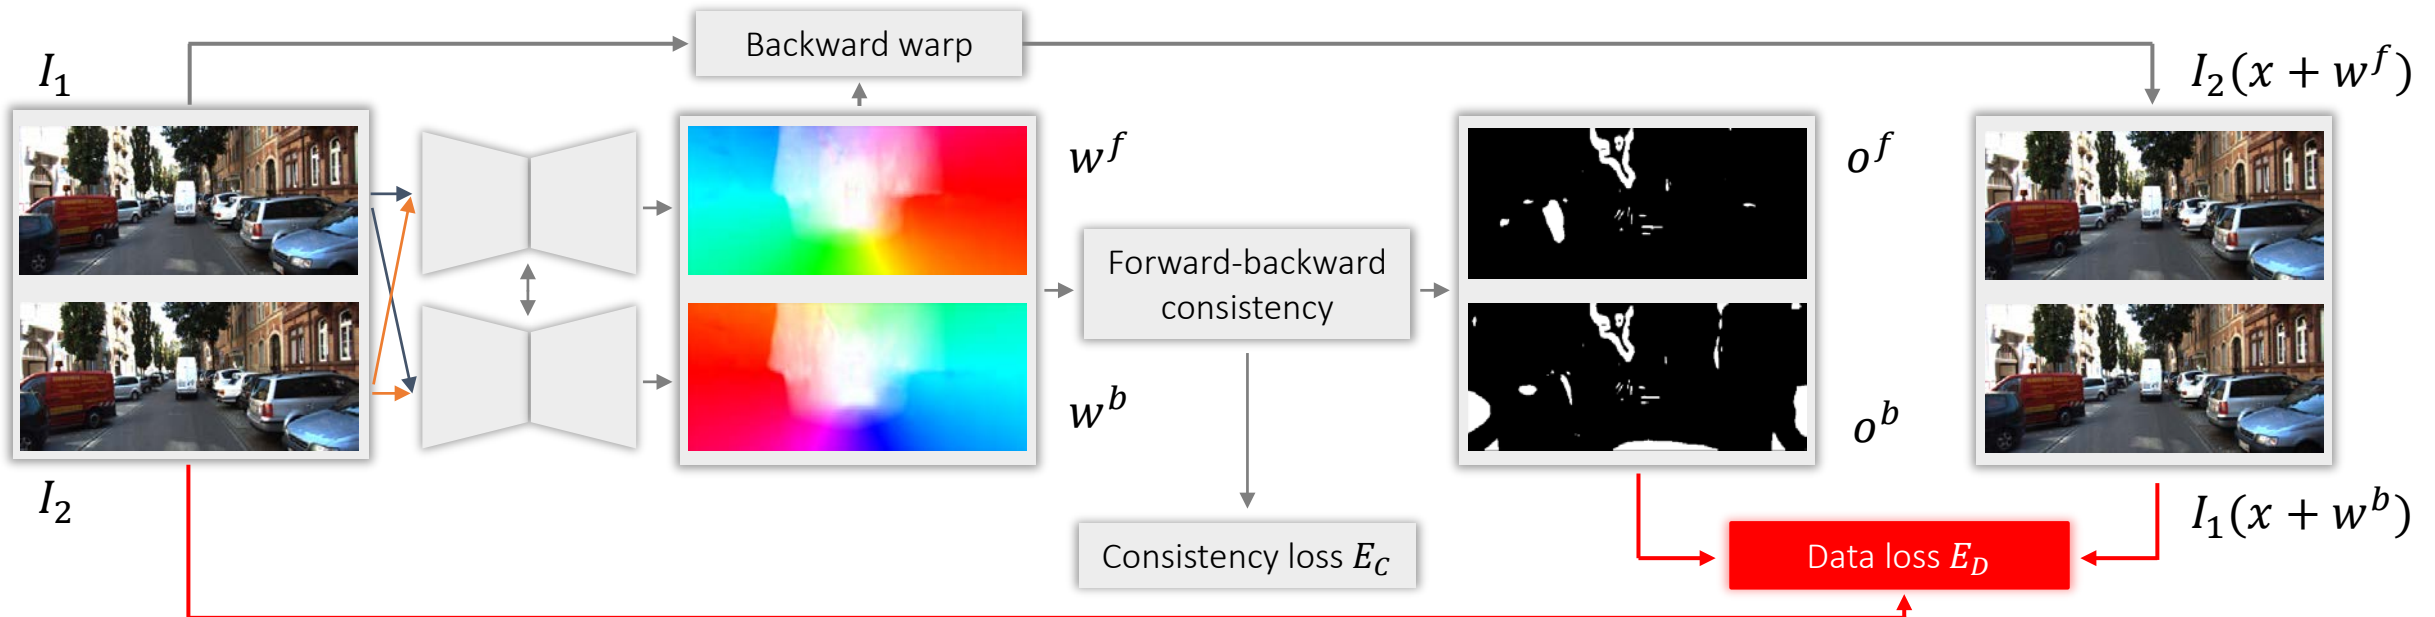 Backward warp
I₁
I₂(x + wᶠ)
wᶠ
oᶠ
Forward-backward
consistency
wᵇ
oᵇ
I₂
I₁(x + wᵇ)
Consistency loss E_C
Data loss E_D